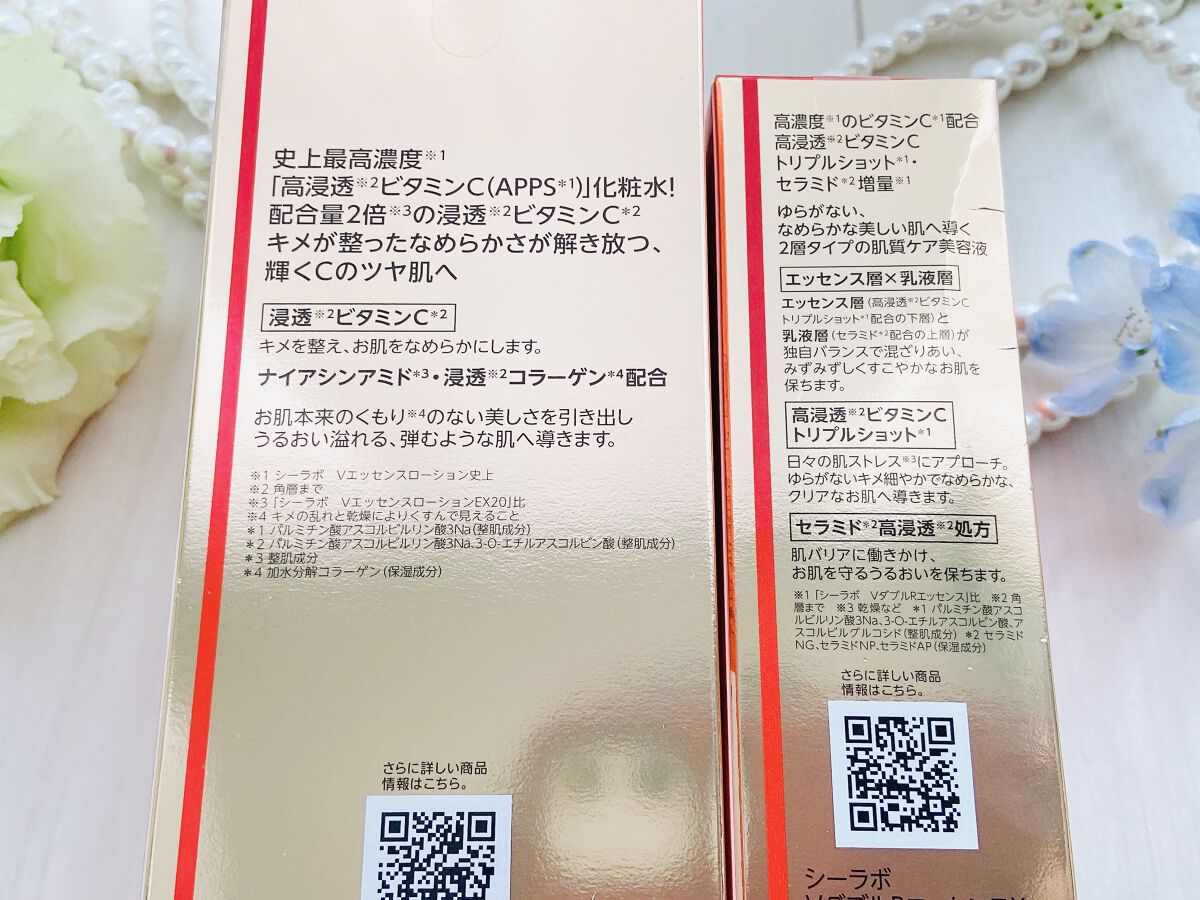 史上最高濃度※1
「高浸透※2ビタミンC(APPS*1)」化粧水!
配合量2倍※3の浸透※2ビタミンC*2
キメが整ったなめらかさが解き放つ、
輝くCのツヤ肌へ
浸透※2ビタミンC*2
キメを整え、お肌をなめらかにします。
ナイアシンアミド*3・浸透※2コラーゲン*4配合
お肌本来のくもり※4のない美しさを引き出し
うるおい溢れる、弾むような肌へ導きます。
※1 シーラボ Vエッセンスローション史上
※2 角層まで
※3「シーラボ VエッセンスローションEX20」比
※4 キメの乱れと乾燥によりくすんで見えること
*1 パルミチン酸アスコルビルリン酸3Na(整肌成分)
*2 パルミチン酸アスコルビルリン酸3Na、3-O-エチルアスコルビン酸(整肌成分)
*3 整肌成分
*4 加水分解コラーゲン(保湿成分)
さらに詳しい商品
情報はこちら。
高濃度※1のビタミンC*1配合
高浸透※2ビタミンC
トリプルショット*1・
セラミド*2増量※1
ゆらがない、
なめらかな美しい肌へ導く
2層タイプの肌質ケア美容液
エッセンス層×乳液層
エッセンス層(高浸透※2ビタミンC
トリプルショット*1配合の下層)と
乳液層(セラミド*2配合の上層)が
独自バランスで混ざりあい、
みずみずしくすこやかなお肌を
保ちます。
高浸透※2ビタミンC
トリプルショット*1
日々の肌ストレス※3にアプローチ。
ゆらがないキメ細やかでなめらかな、
クリアなお肌へ導きます。
セラミド*2高浸透※2処方
肌バリアに働きかけ、
お肌を守るうるおいを保ちます。
※1「シーラボ VダブルRエッセンス」比 ※2 角
層まで ※3 乾燥など *1 パルミチン酸アスコ
ルビルリン酸3Na、3-O-エチルアスコルビン酸、ア
スコルビルグルコシド(整肌成分) *2 セラミド
NG、セラミドNP、セラミドAP(保湿成分)
さらに詳しい商品
情報はこちら。
シーラボ